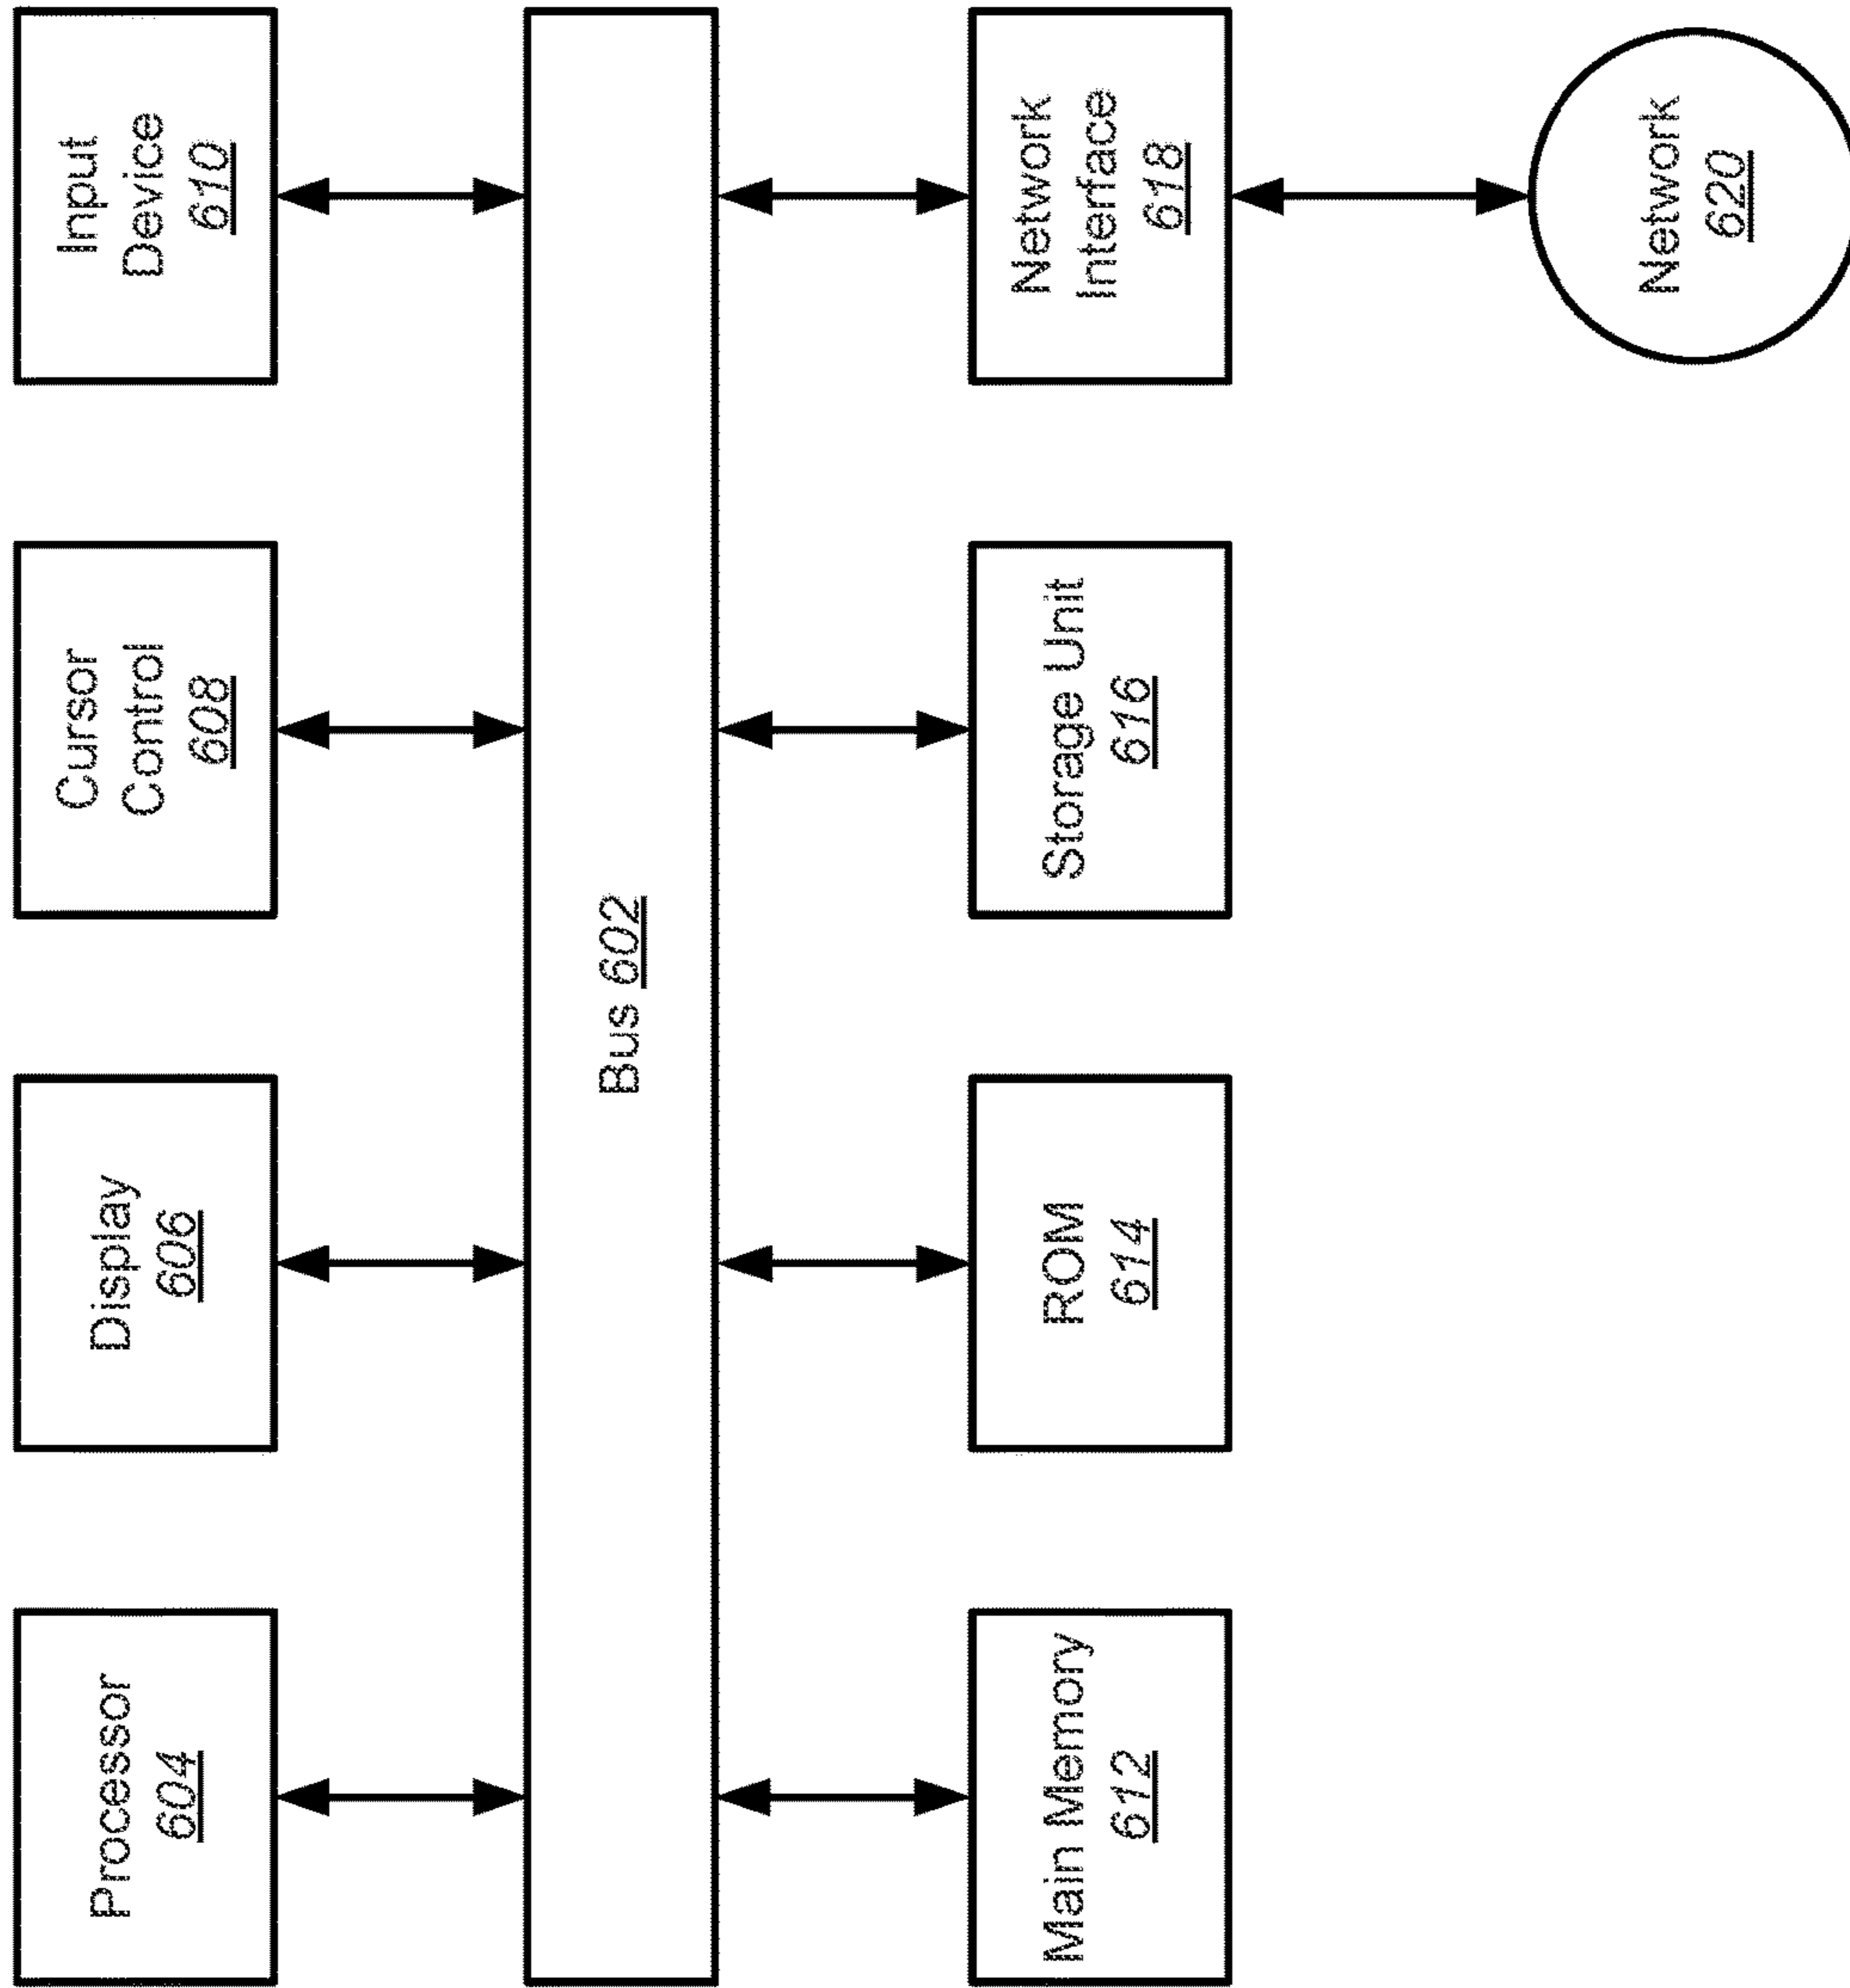 Processor
604
Display
606
Cursor
Control
608
Input
Device
610
Bus 602
Main Memory
612
ROM
614
Storage Unit
616
Network
Interface
618
Network
620